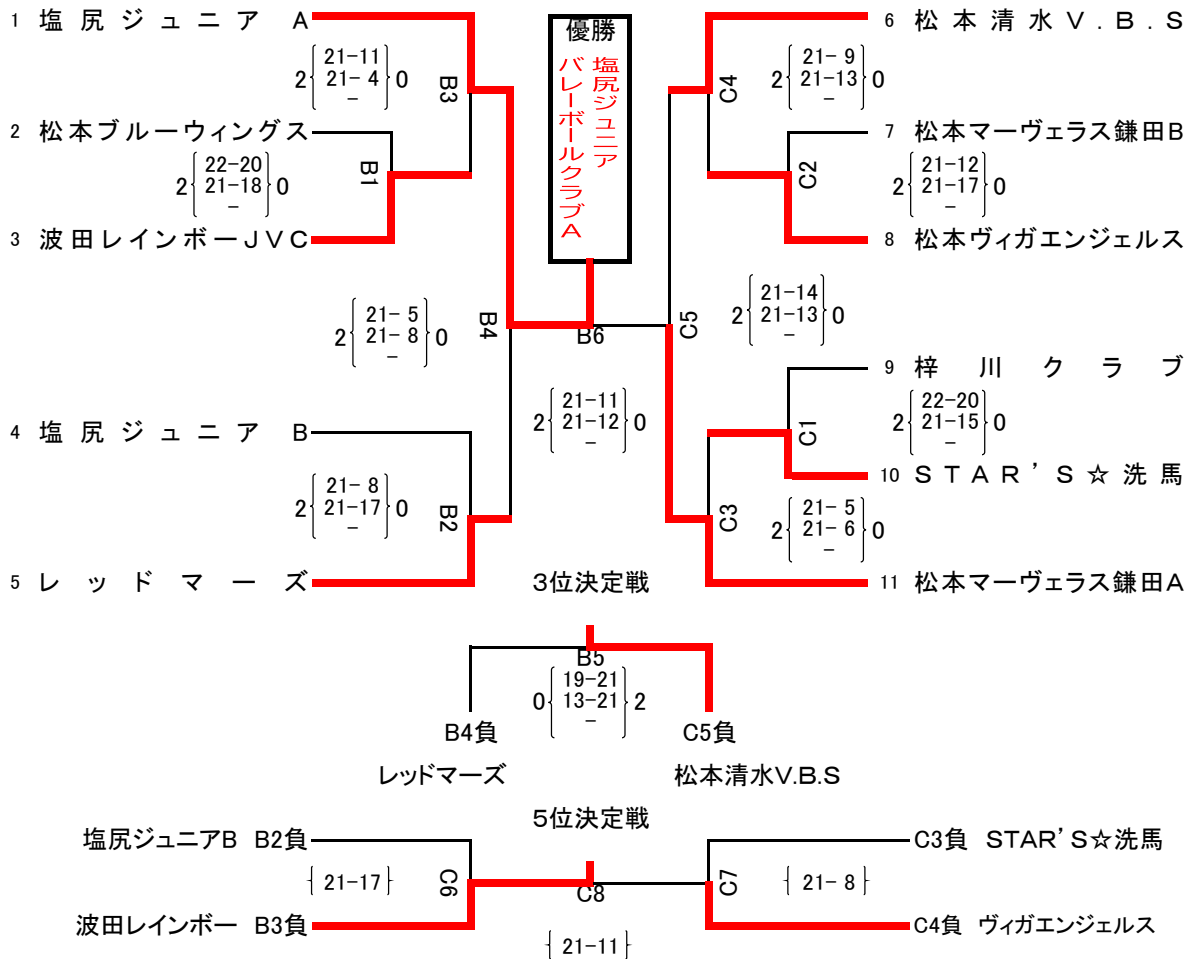 1 塩尻ジュニア A
2 { 21-11 21- 4 - } 0
B3
2 松本ブルーウィングス
2 { 22-20 21-18 - } 0
B1
3 波田レインボーJVC
2 { 21- 5 21- 8 - } 0
B4
4 塩尻ジュニア B
2 { 21- 8 21-17 - } 0
B2
5 レッドマーズ
優勝
塩尻ジュニア
バレーボールクラブA
B6
2 { 21-11 21-12 - } 0
6 松本清水V.B.S
C4
2 { 21- 9 21-13 - } 0
7 松本マーヴェラス鎌田B
C2
2 { 21-12 21-17 - } 0
8 松本ヴィガエンジェルス
C5
2 { 21-14 21-13 - } 0
9 梓川クラブ
C1
2 { 22-20 21-15 - } 0
10 STAR'S☆洗馬
C3
2 { 21- 5 21- 6 - } 0
11 松本マーヴェラス鎌田A
3位決定戦
B5
0 { 19-21 13-21 - } 2
B4負 C5負
レッドマーズ 松本清水V.B.S
5位決定戦
塩尻ジュニアB B2負
C3負 STAR'S☆洗馬
{ 21-17 } C6 C8 C7 { 21- 8 }
波田レインボー B3負
C4負 ヴィガエンジェルス
{ 21-11 }